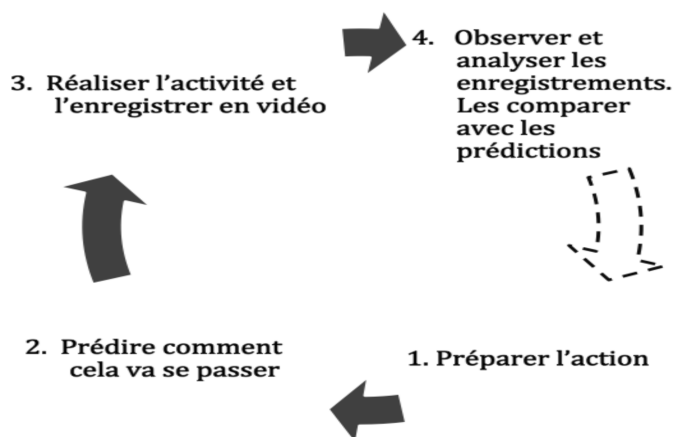 4. Observer et
analyser les
enregistrements.
Les comparer
avec les
prédictions
3. Réaliser l’activité et
l’enregistrer en vidéo
2. Prédire comment
cela va se passer
1. Préparer l’action